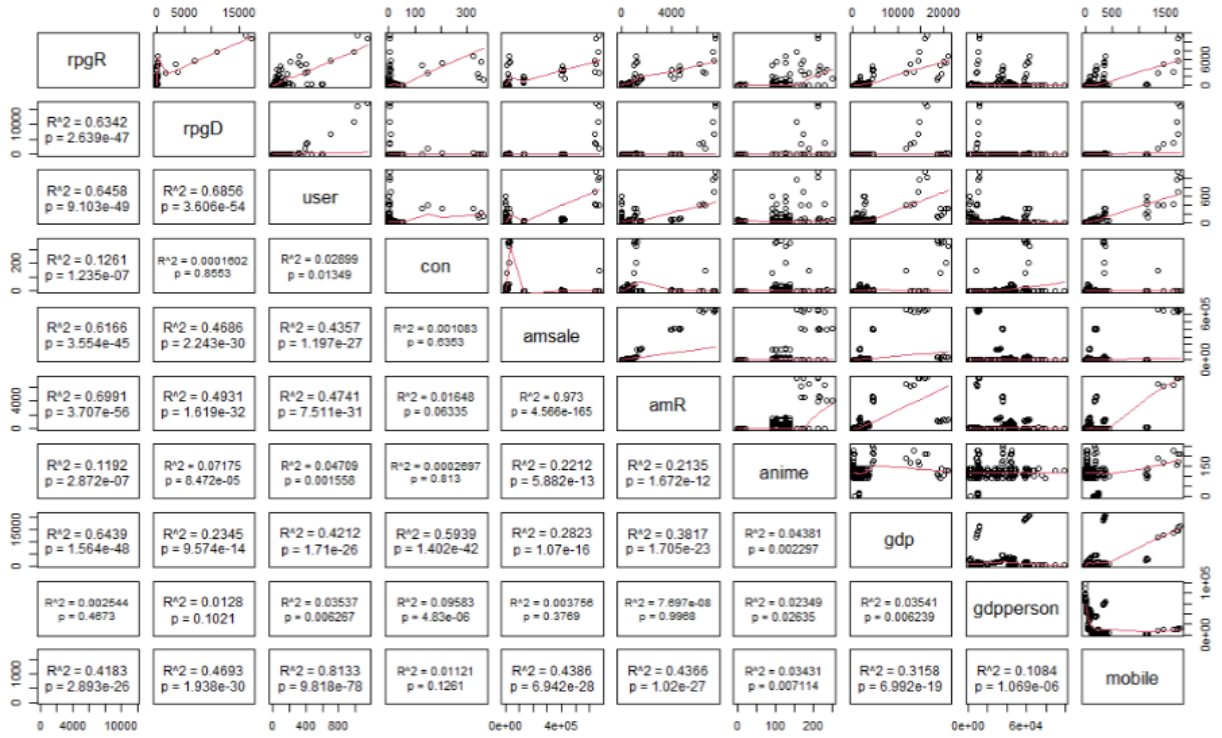 0 5000 15000 0 100 300 0 4000 0 10000 20000 0 500 1500
rpgR
0 6000
0 10000
R^2 = 0.6342
p = 2.639e-47
rpgD
R^2 = 0.6458
p = 9.103e-49
R^2 = 0.6856
p = 3.606e-54
user
0 600
0 200
R^2 = 0.1261
p = 1.235e-07
R^2 = 0.0001602
p = 0.8553
R^2 = 0.02899
p = 0.01349
con
R^2 = 0.6166
p = 3.554e-45
R^2 = 0.4686
p = 2.243e-30
R^2 = 0.4357
p = 1.197e-27
R^2 = 0.001083
p = 0.6353
amsale
0e+00 6e+05
0 4000
R^2 = 0.6991
p = 3.707e-56
R^2 = 0.4931
p = 1.619e-32
R^2 = 0.4741
p = 7.511e-31
R^2 = 0.01648
p = 0.06335
R^2 = 0.973
p = 4.566e-165
amR
R^2 = 0.1192
p = 2.872e-07
R^2 = 0.07175
p = 8.472e-05
R^2 = 0.04709
p = 0.001558
R^2 = 0.0002697
p = 0.813
R^2 = 0.2212
p = 5.882e-13
R^2 = 0.2135
p = 1.672e-12
anime
0 150
0 15000
R^2 = 0.6439
p = 1.564e-48
R^2 = 0.2345
p = 9.574e-14
R^2 = 0.4212
p = 1.71e-26
R^2 = 0.5939
p = 1.402e-42
R^2 = 0.2823
p = 1.07e-16
R^2 = 0.3817
p = 1.705e-23
R^2 = 0.04381
p = 0.002297
gdp
R^2 = 0.002544
p = 0.4673
R^2 = 0.0128
p = 0.1021
R^2 = 0.03537
p = 0.006267
R^2 = 0.09583
p = 4.83e-06
R^2 = 0.003756
p = 0.3769
R^2 = 7.697e-08
p = 0.9968
R^2 = 0.02349
p = 0.02635
R^2 = 0.03541
p = 0.006239
gdpperson
0e+00 1e+05
0 1000
R^2 = 0.4183
p = 2.893e-26
R^2 = 0.4693
p = 1.938e-30
R^2 = 0.8133
p = 9.818e-78
R^2 = 0.01121
p = 0.1261
R^2 = 0.4386
p = 6.942e-28
R^2 = 0.4366
p = 1.02e-27
R^2 = 0.03431
p = 0.007114
R^2 = 0.3158
p = 6.992e-19
R^2 = 0.1084
p = 1.069e-06
mobile
0 4000 10000 0 400 1000 0e+00 4e+05 0 100 250 0e+00 6e+04